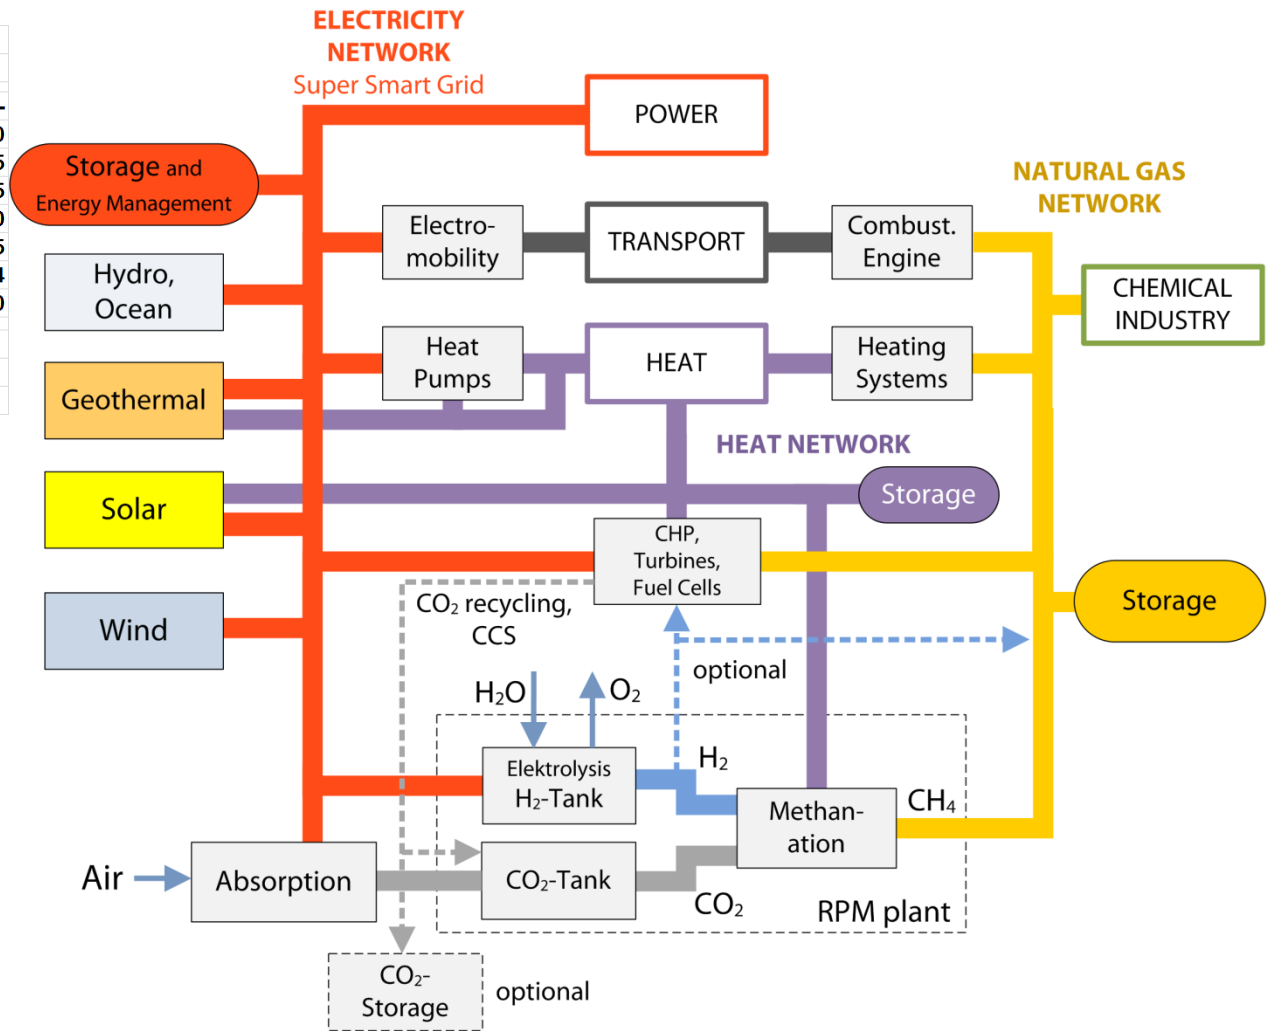 ELECTRICITY
NETWORK
Super Smart Grid
POWER
Storage and
Energy Management
NATURAL GAS
NETWORK
Electro-
mobility
TRANSPORT
Combust.
Engine
Hydro,
Ocean
CHEMICAL
INDUSTRY
Heat
Pumps
HEAT
Heating
Systems
Geothermal
HEAT NETWORK
Solar
Storage
CHP,
Turbines,
Fuel Cells
CO₂ recycling,
CCS
Storage
Wind
optional
H₂O
O₂
Elektrolysis
H₂-Tank
H₂
Methan-
ation
CH₄
Air
Absorption
CO₂-Tank
CO₂
RPM plant
CO₂-
Storage
optional